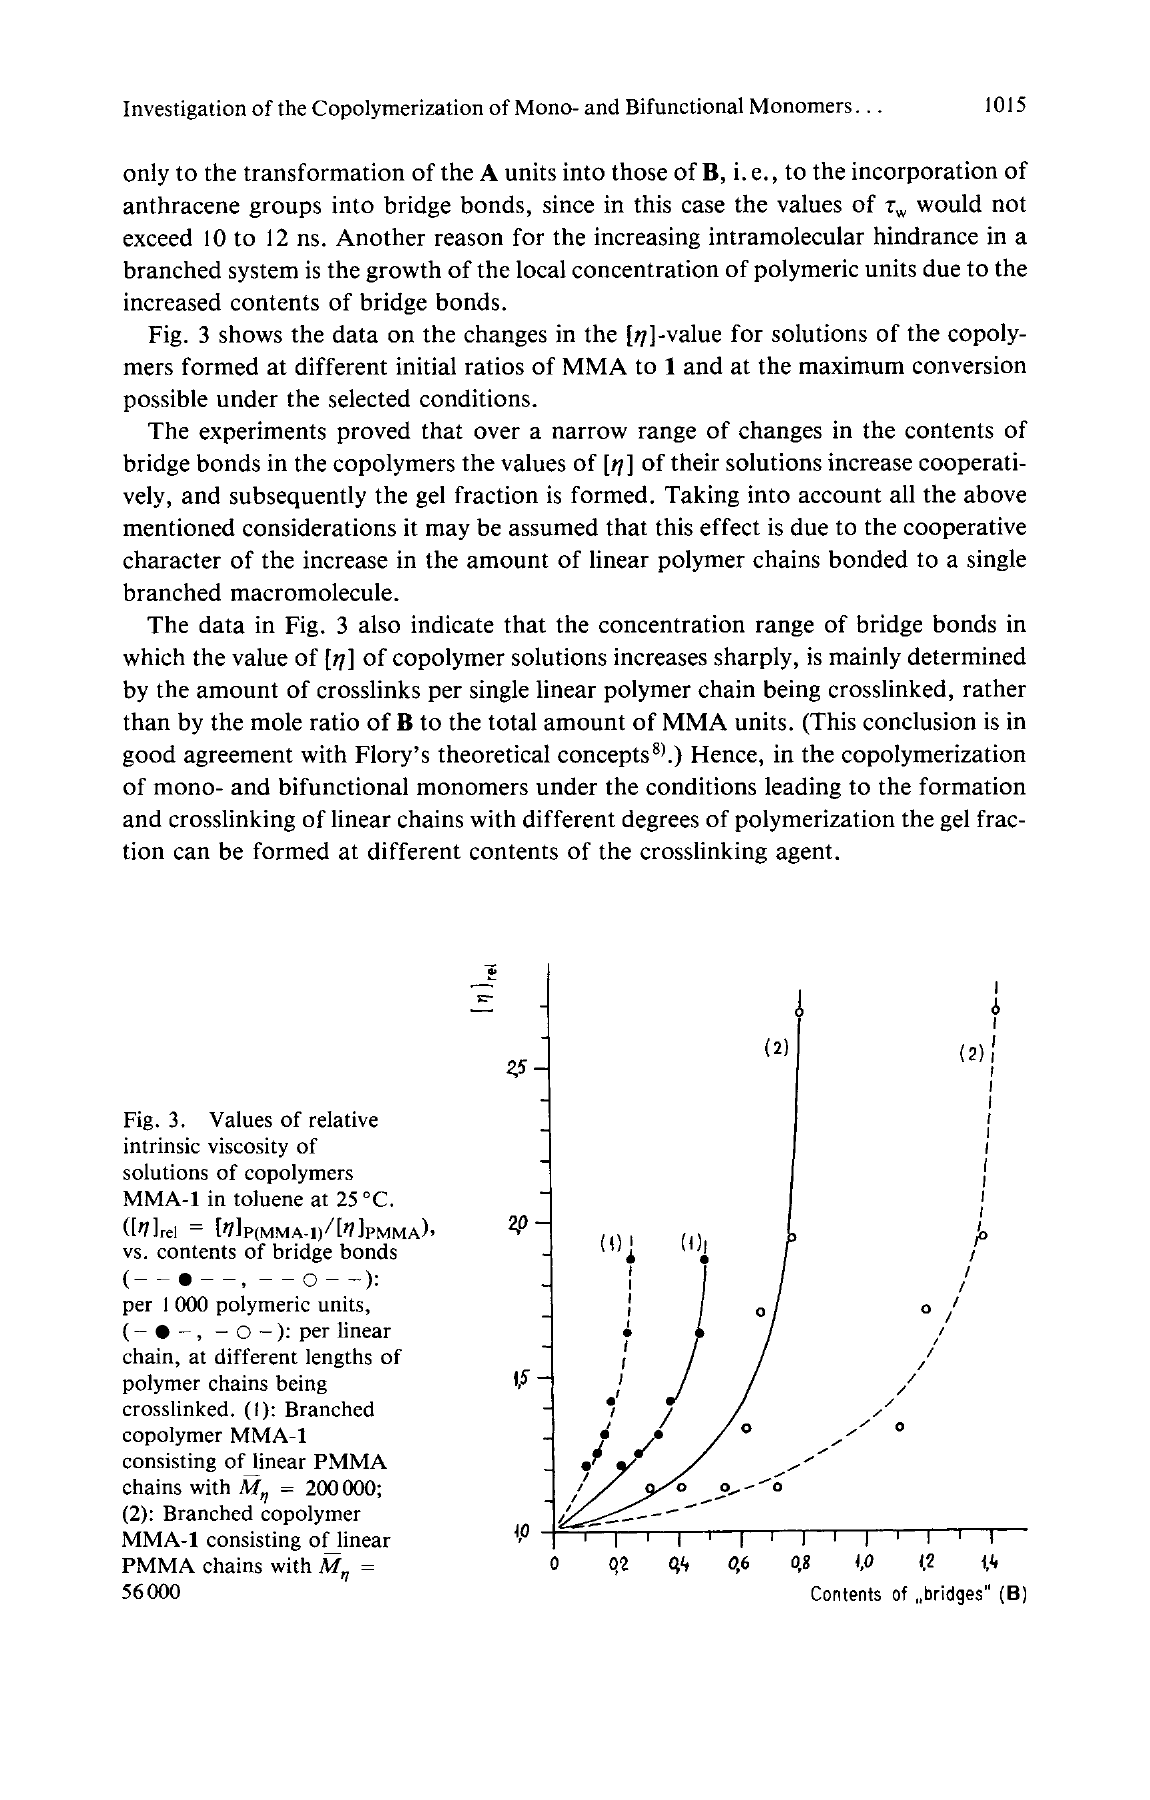 Investigation of the Copolymerization of Mono- and Bifunctional Monomers... 1015
only to the transformation of the A units into those of B, i.e., to the incorporation of
anthracene groups into bridge bonds, since in this case the values of τw would not
exceed 10 to 12 ns. Another reason for the increasing intramolecular hindrance in a
branched system is the growth of the local concentration of polymeric units due to the
increased contents of bridge bonds.
Fig. 3 shows the data on the changes in the [η]-value for solutions of the copoly-
mers formed at different initial ratios of MMA to 1 and at the maximum conversion
possible under the selected conditions.
The experiments proved that over a narrow range of changes in the contents of
bridge bonds in the copolymers the values of [η] of their solutions increase cooperati-
vely, and subsequently the gel fraction is formed. Taking into account all the above
mentioned considerations it may be assumed that this effect is due to the cooperative
character of the increase in the amount of linear polymer chains bonded to a single
branched macromolecule.
The data in Fig. 3 also indicate that the concentration range of bridge bonds in
which the value of [η] of copolymer solutions increases sharply, is mainly determined
by the amount of crosslinks per single linear polymer chain being crosslinked, rather
than by the mole ratio of B to the total amount of MMA units. (This conclusion is in
good agreement with Flory's theoretical concepts⁸⁾.) Hence, in the copolymerization
of mono- and bifunctional monomers under the conditions leading to the formation
and crosslinking of linear chains with different degrees of polymerization the gel frac-
tion can be formed at different contents of the crosslinking agent.
Fig. 3. Values of relative
intrinsic viscosity of
solutions of copolymers
MMA-1 in toluene at 25 °C.
([η]rel = [η]P(MMA-1)/[η]PMMA),
vs. contents of bridge bonds
(– – ● – –, – – ○ – –):
per 1 000 polymeric units,
(– ● –, – ○ –): per linear
chain, at different lengths of
polymer chains being
crosslinked. (1): Branched
copolymer MMA-1
consisting of linear PMMA
chains with M̄η = 200 000;
(2): Branched copolymer
MMA-1 consisting of linear
PMMA chains with M̄η =
56 000
[η]rel
2,5
2,0
1,5
1,0
(1) (1) (2) (2)
0 0,2 0,4 0,6 0,8 1,0 1,2 1,4
Contents of „bridges" (B)